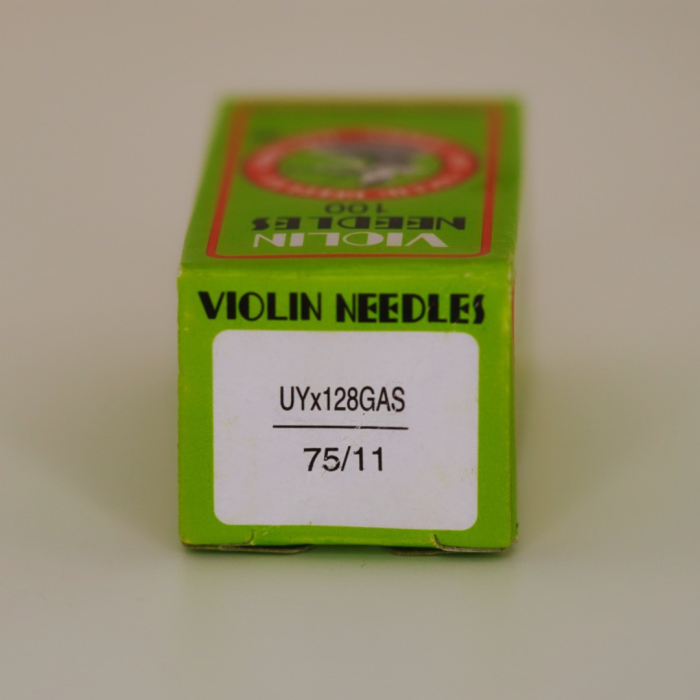 100
VIOLIN
NEEDLES
VIOLIN NEEDLES
UYx128GAS
75/11